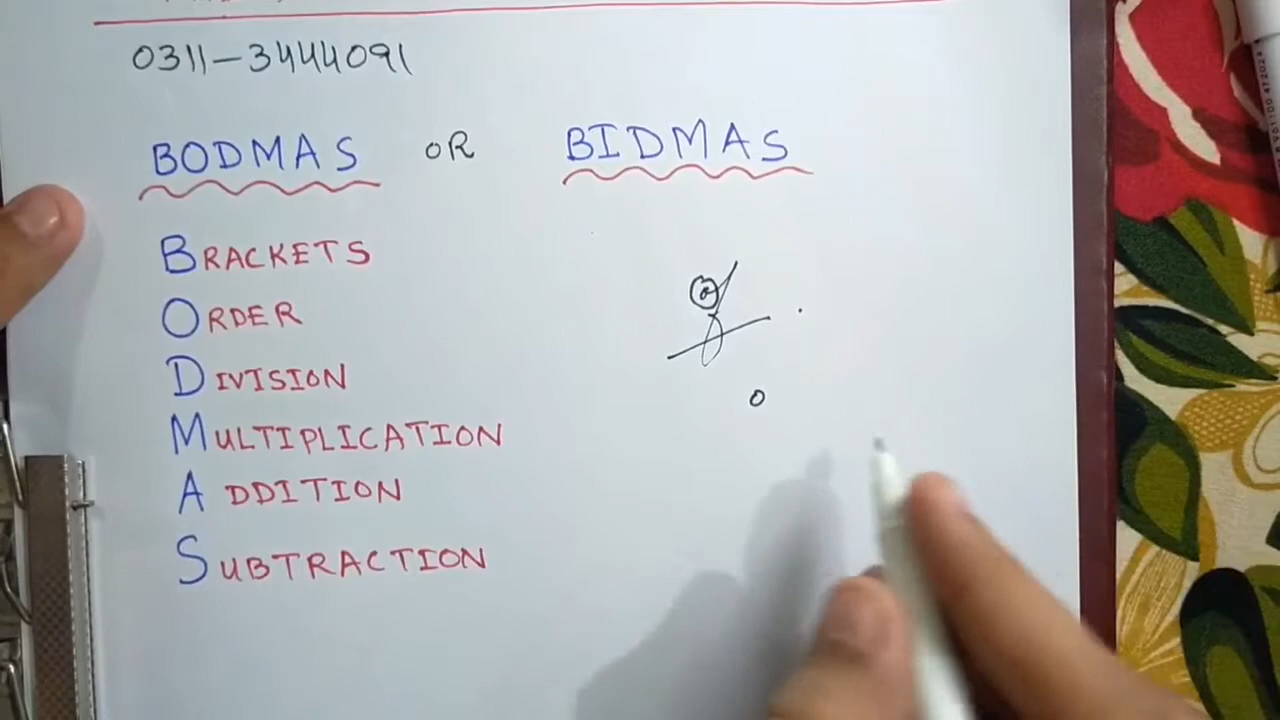 0311-3444091
BODMAS OR BIDMAS
BRACKETS
ORDER
DIVISION
MULTIPLICATION
ADDITION
SUBTRACTION